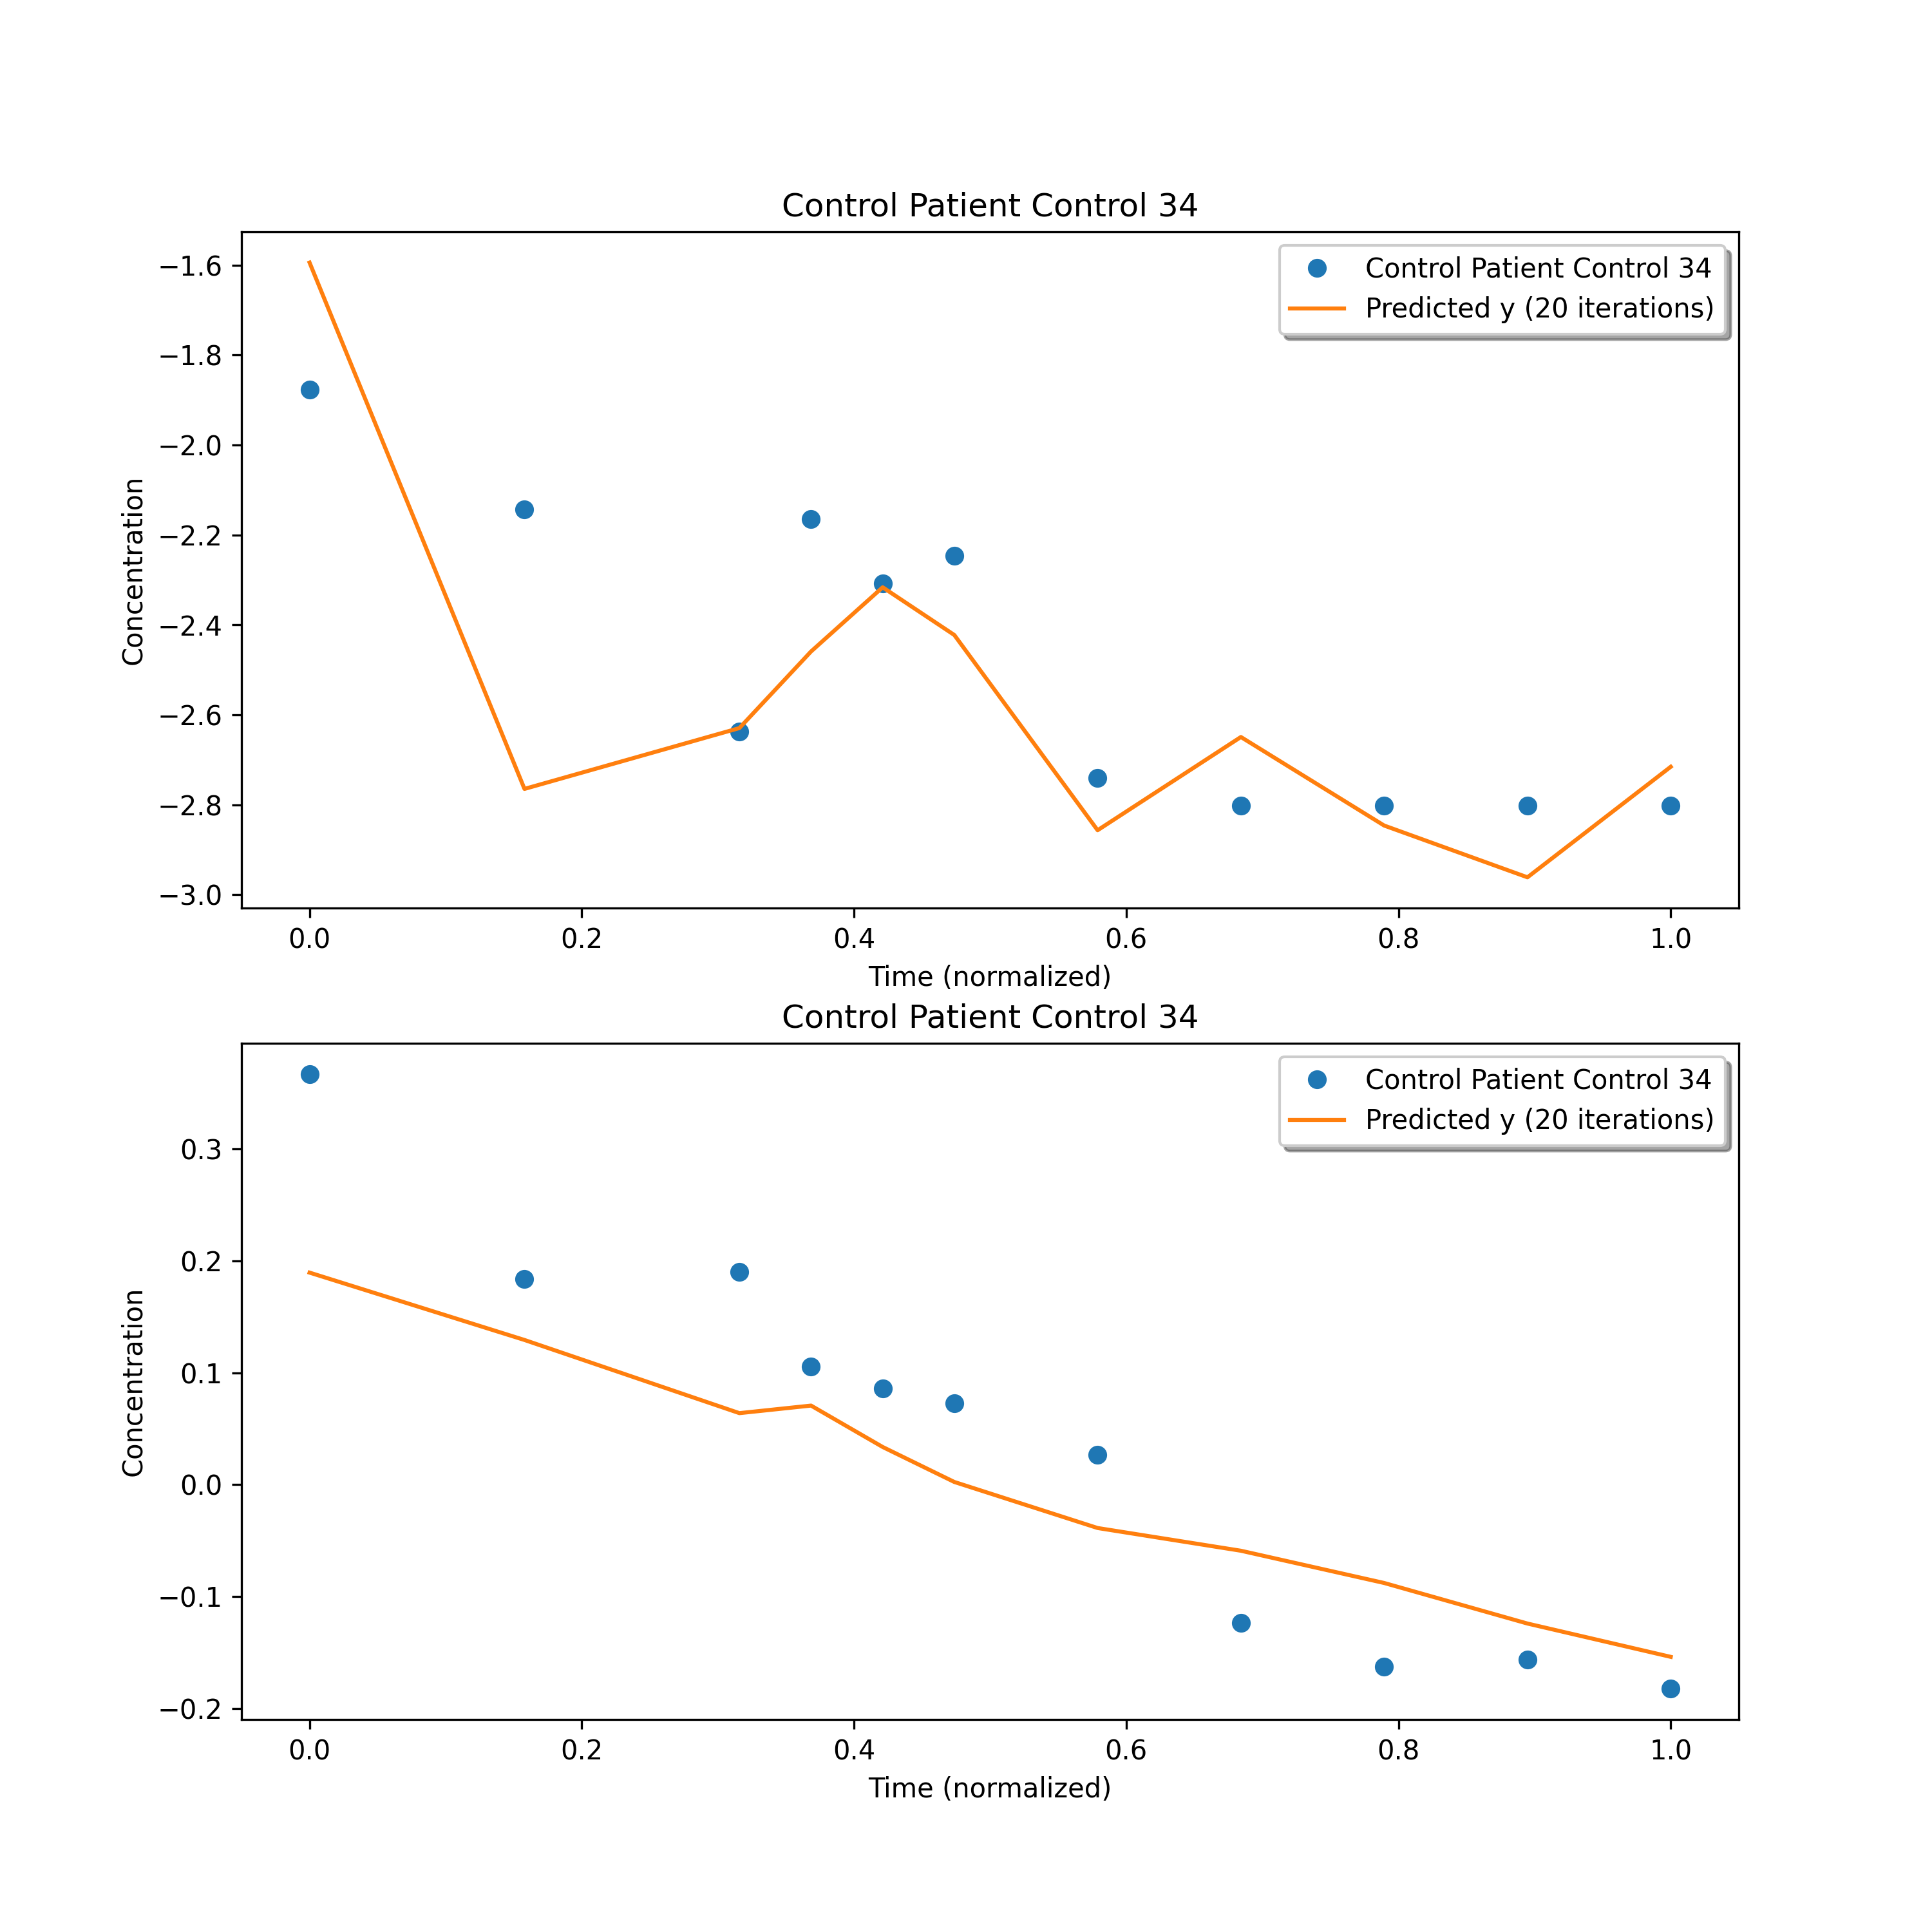 Control Patient Control 34
Control Patient Control 34
Predicted y (20 iterations)
−1.6
−1.8
−2.0
−2.2
−2.4
−2.6
−2.8
−3.0
Concentration
0.0 0.2 0.4 0.6 0.8 1.0
Time (normalized)
Control Patient Control 34
Control Patient Control 34
Predicted y (20 iterations)
0.3
0.2
0.1
0.0
−0.1
−0.2
Concentration
0.0 0.2 0.4 0.6 0.8 1.0
Time (normalized)